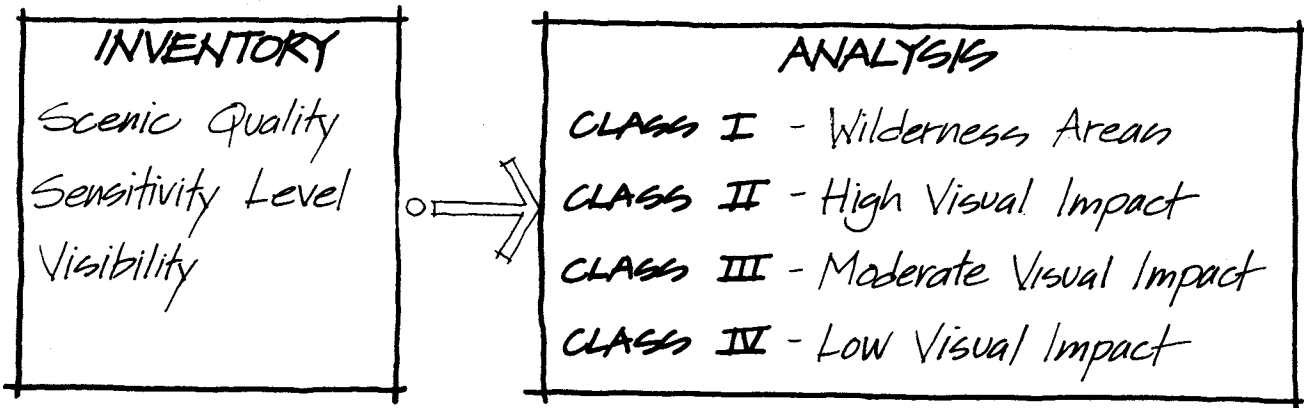 INVENTORY
Scenic Quality
Sensitivity Level
Visibility
ANALYSIS
CLASS I - Wilderness Areas
CLASS II - High Visual Impact
CLASS III - Moderate Visual Impact
CLASS IV - Low Visual Impact